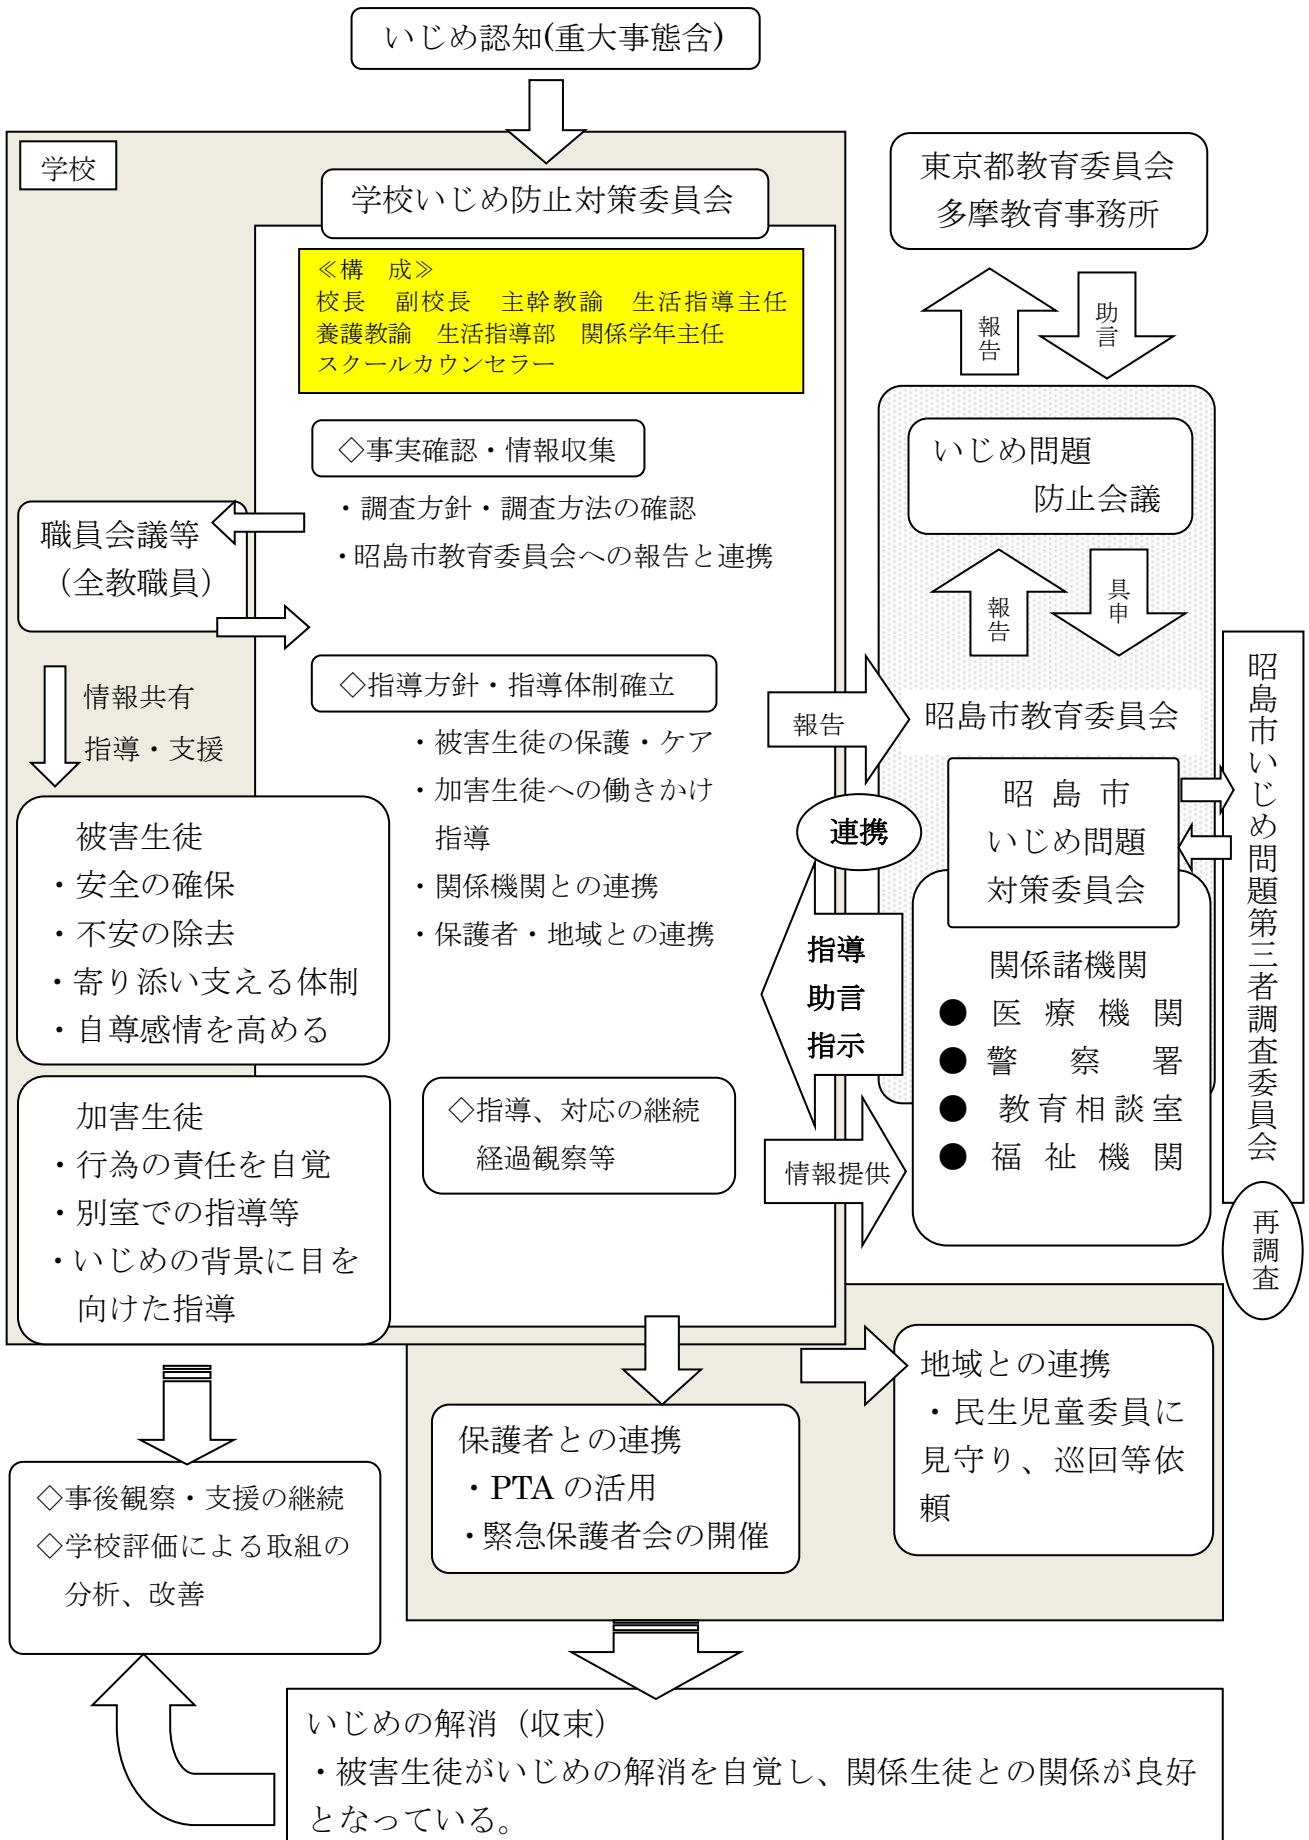 いじめ認知(重大事態含)
学校
学校いじめ防止対策委員会
≪構　成≫
校長　副校長　主幹教諭　生活指導主任
養護教諭　生活指導部　関係学年主任
スクールカウンセラー
◇事実確認・情報収集
・調査方針・調査方法の確認
・昭島市教育委員会への報告と連携
職員会議等
（全教職員）
◇指導方針・指導体制確立
・被害生徒の保護・ケア
・加害生徒への働きかけ
指導
・関係機関との連携
・保護者・地域との連携
情報共有
指導・支援
被害生徒
・安全の確保
・不安の除去
・寄り添い支える体制
・自尊感情を高める
加害生徒
・行為の責任を自覚
・別室での指導等
・いじめの背景に目を
向けた指導
◇指導、対応の継続
経過観察等
東京都教育委員会
多摩教育事務所
報告
助言
いじめ問題
防止会議
報告
具申
昭島市教育委員会
報告
連携
指導
助言
指示
情報提供
昭 島 市
いじめ問題
対策委員会
関係諸機関
● 医 療 機 関
● 警 察 署
● 教育相談室
● 福 祉 機 関
昭島市いじめ問題第三者調査委員会
再調査
保護者との連携
・PTA の活用
・緊急保護者会の開催
地域との連携
・民生児童委員に
見守り、巡回等依
頼
◇事後観察・支援の継続
◇学校評価による取組の
分析、改善
いじめの解消（収束）
・被害生徒がいじめの解消を自覚し、関係生徒との関係が良好
となっている。